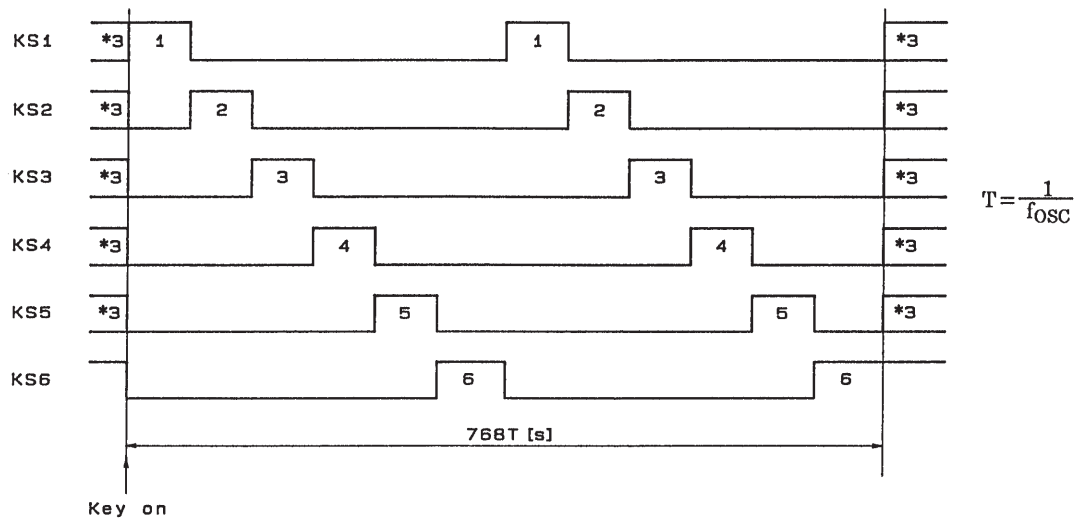 KS1 *3 1 1 *3
KS2 *3 2 2 *3
KS3 *3 3 3 *3
T=1/fOSC
KS4 *3 4 4 *3
KS5 *3 5 5 *3
KS6 6 6
768T [s]
Key on